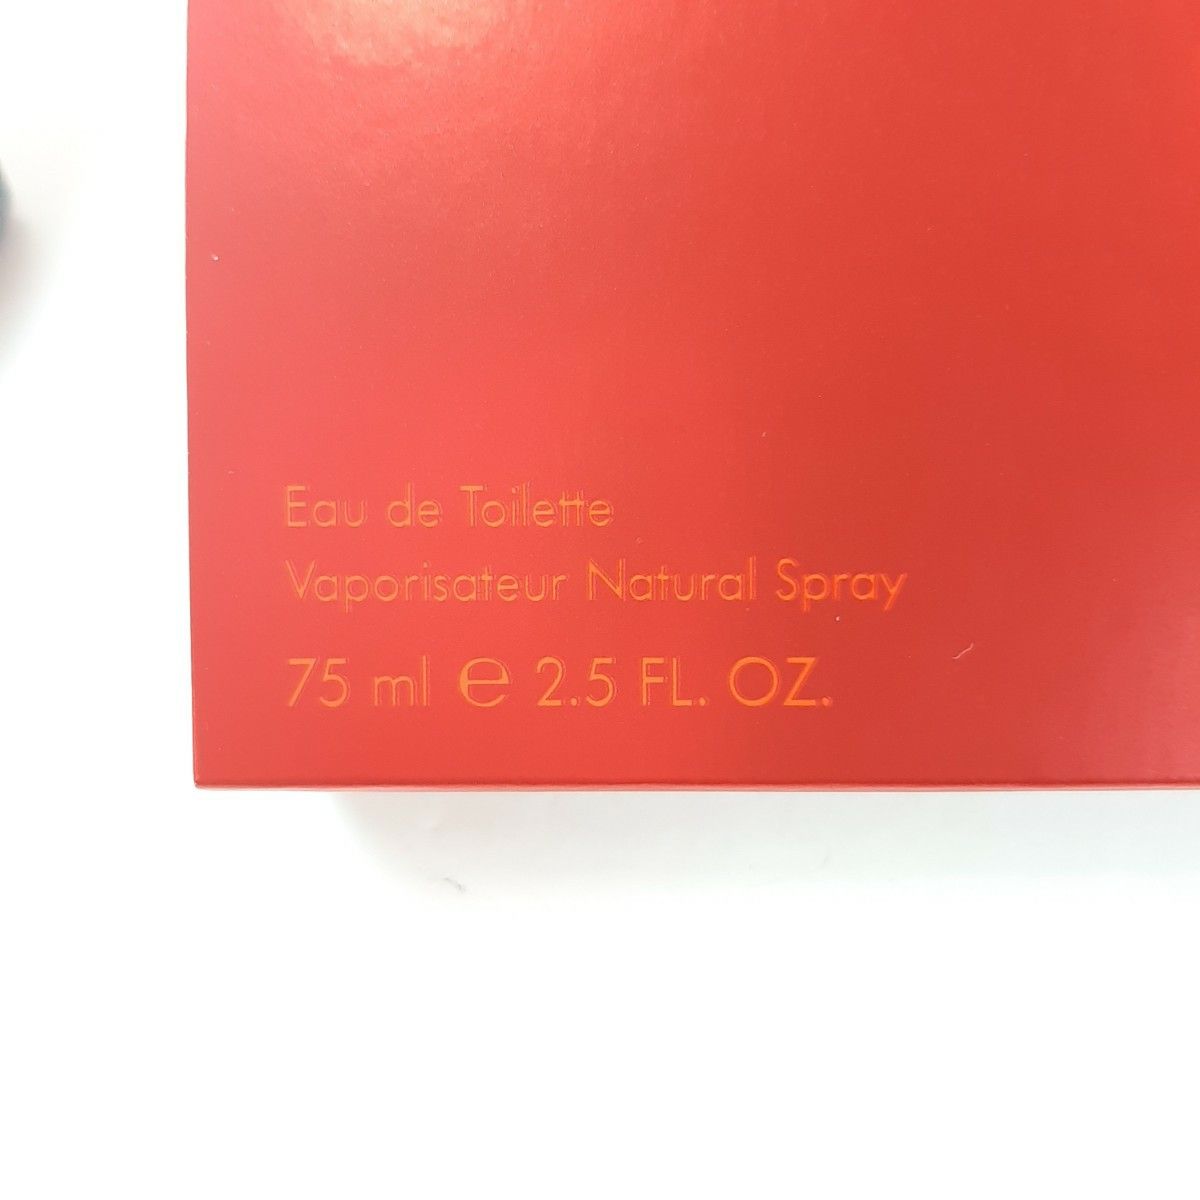 Eau de Toilette
Vaporisateur Natural Spray
75 ml ℮ 2.5 FL. OZ.